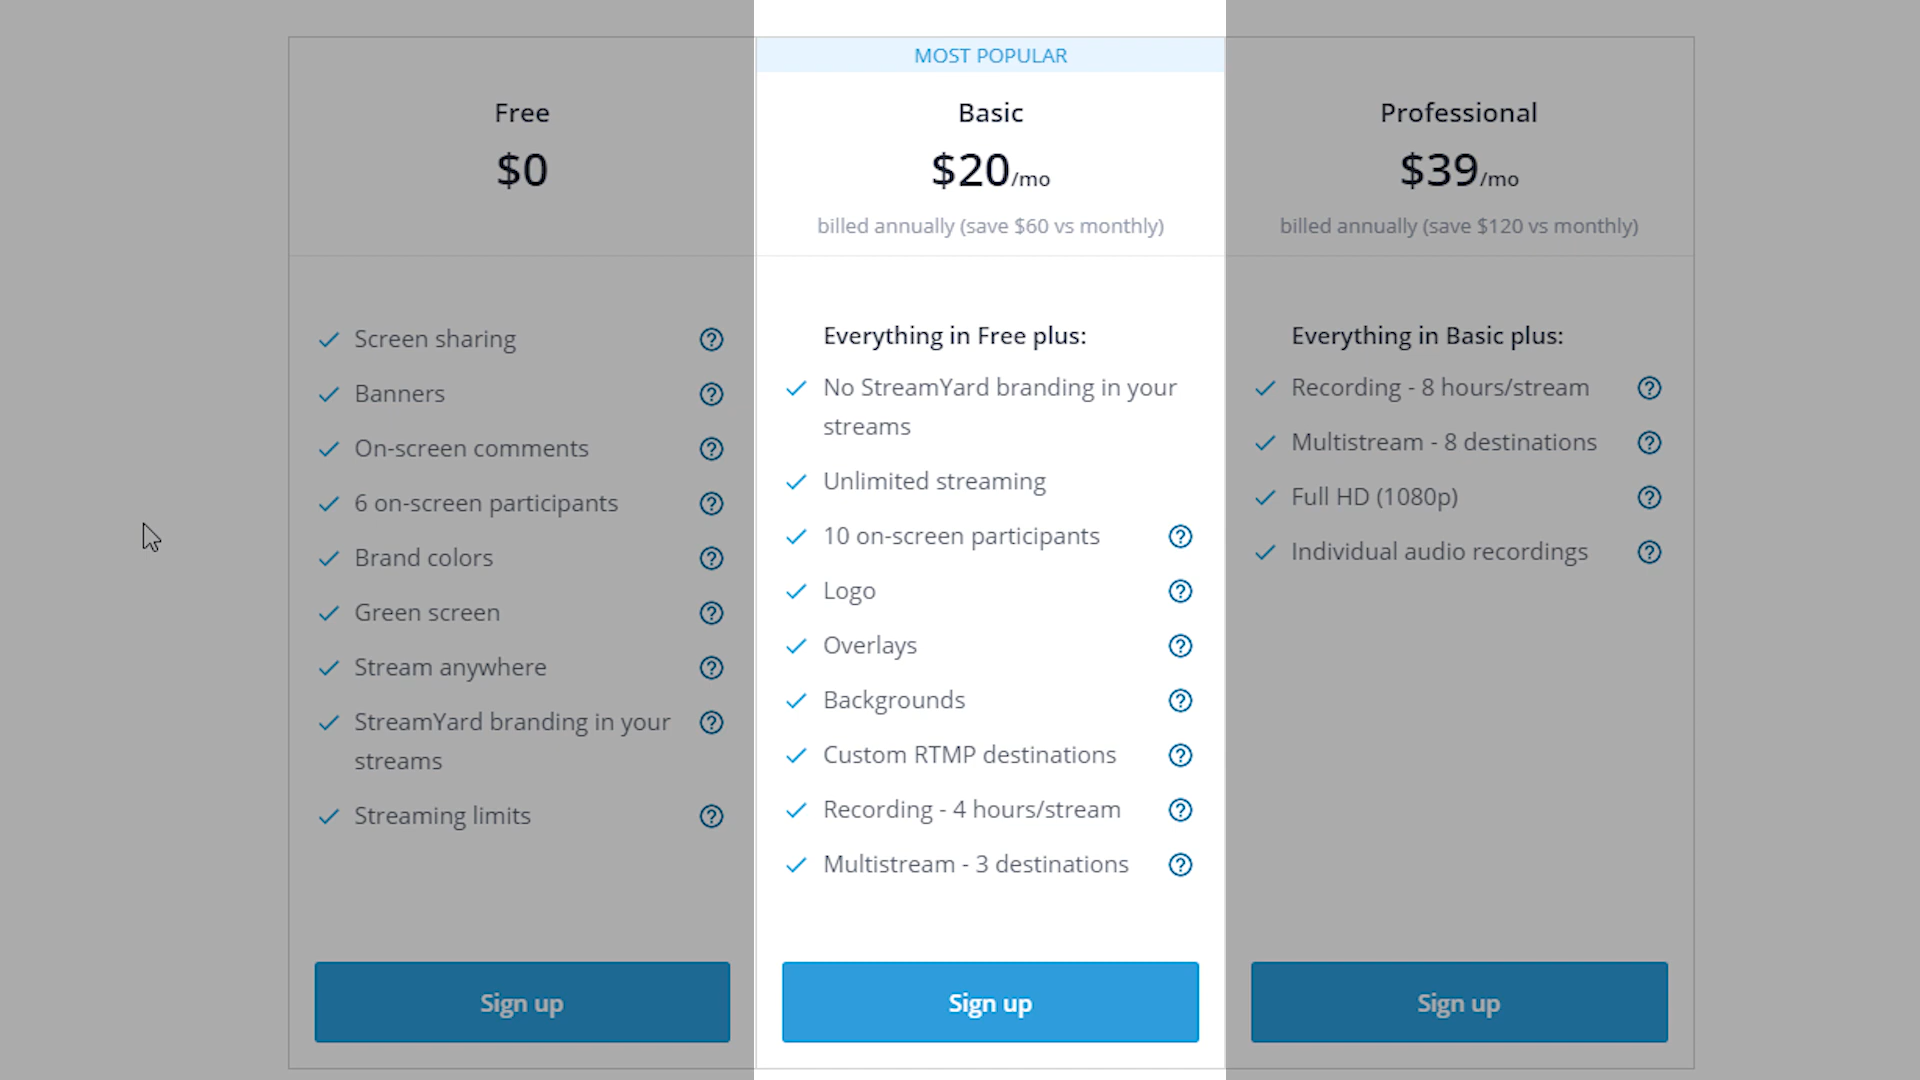 Free
$0
Screen sharing
Banners
On-screen comments
6 on-screen participants
Brand colors
Green screen
Stream anywhere
StreamYard branding in your
streams
Streaming limits
Sign up
MOST POPULAR
Basic
$20/mo
billed annually (save $60 vs monthly)
Everything in Free plus:
No StreamYard branding in your
streams
Unlimited streaming
10 on-screen participants
Logo
Overlays
Backgrounds
Custom RTMP destinations
Recording - 4 hours/stream
Multistream - 3 destinations
Sign up
Professional
$39/mo
billed annually (save $120 vs monthly)
Everything in Basic plus:
Recording - 8 hours/stream
Multistream - 8 destinations
Full HD (1080p)
Individual audio recordings
Sign up